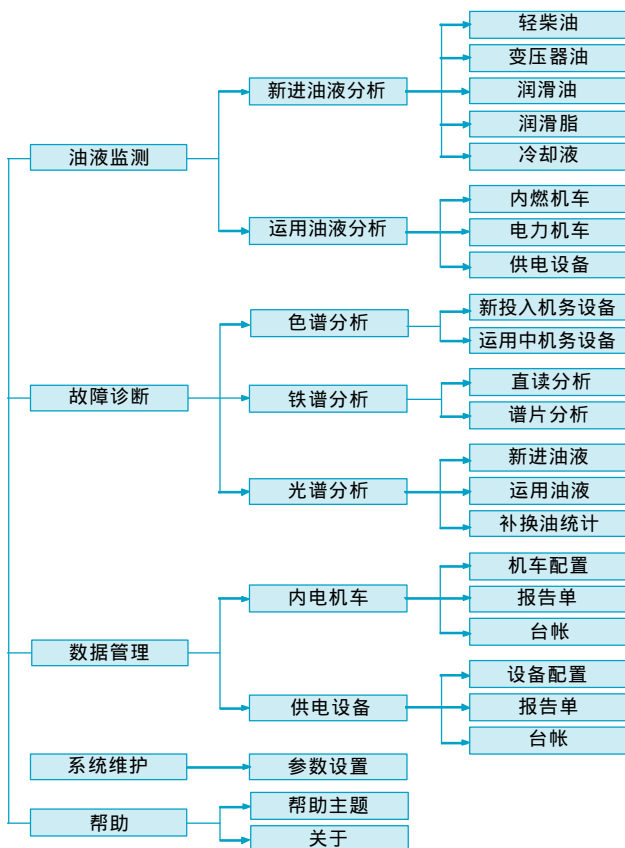 油液监测
新进油液分析
轻柴油
变压器油
润滑油
润滑脂
冷却液
运用油液分析
内燃机车
电力机车
供电设备
故障诊断
色谱分析
新投入机务设备
运用中机务设备
铁谱分析
直读分析
谱片分析
光谱分析
新进油液
运用油液
补换油统计
数据管理
内电机车
机车配置
报告单
台帐
供电设备
设备配置
报告单
台帐
系统维护
参数设置
帮助
帮助主题
关于